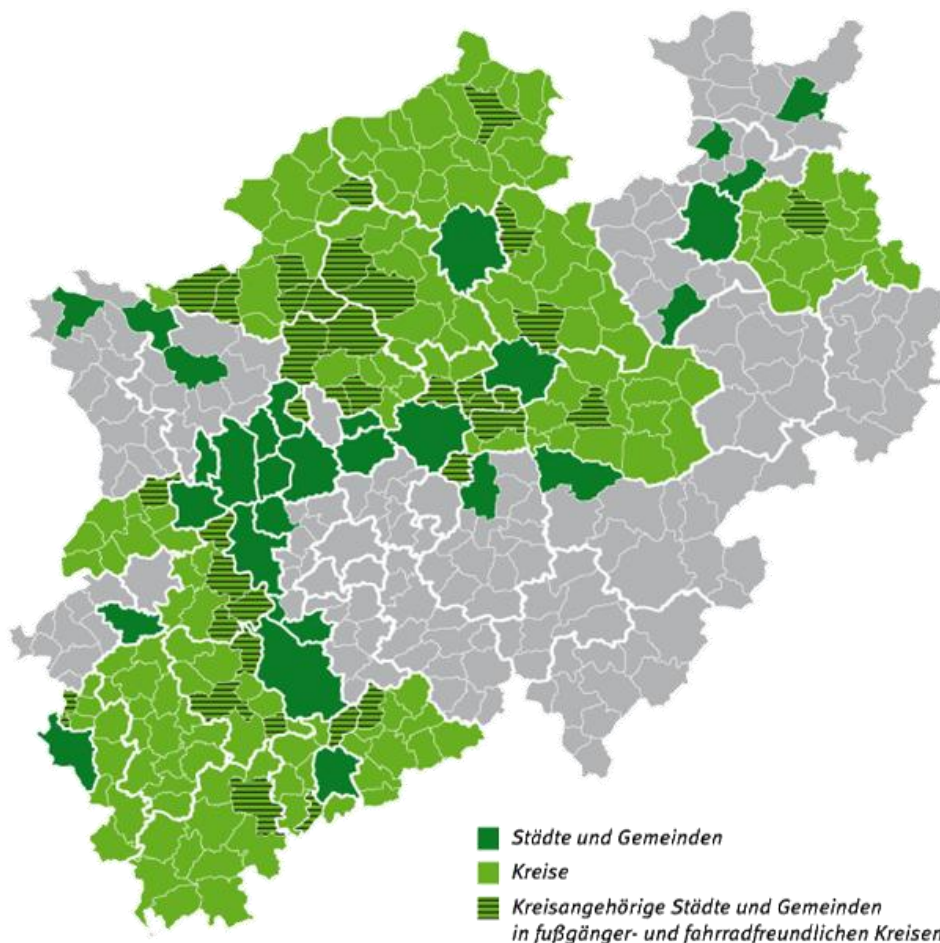 Städte und Gemeinden
Kreise
Kreisangehörige Städte und Gemeinden
in fußgänger- und fahrradfreundlichen Kreisen